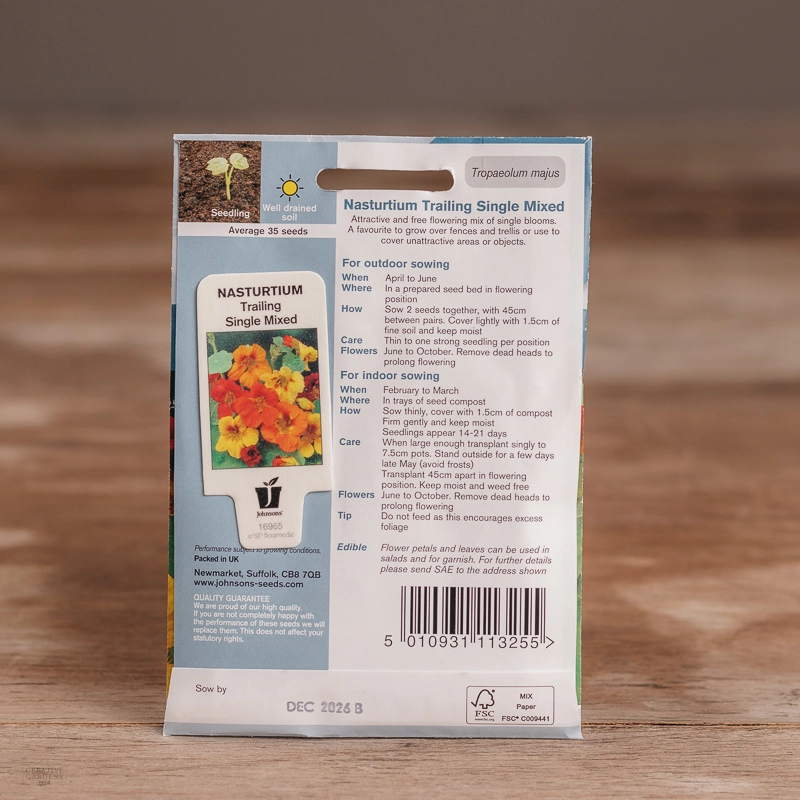 Seedling
Well drained
soil
Average 35 seeds
NASTURTIUM
Trailing
Single Mixed
Johnsons
16965
Performance subject to growing conditions.
Packed in UK
Newmarket, Suffolk, CB8 7QB
www.johnsons-seeds.com
QUALITY GUARANTEE
We are proud of our high quality.
If you are not completely happy with
the performance of these seeds we will
replace them. This does not affect your
statutory rights.
Tropaeolum majus
Nasturtium Trailing Single Mixed
Attractive and free flowering mix of single blooms.
A favourite to grow over fences and trellis or use to
cover unattractive areas or objects.
For outdoor sowing
When April to June
Where In a prepared seed bed in flowering
position
How Sow 2 seeds together, with 45cm
between pairs. Cover lightly with 1.5cm of
fine soil and keep moist
Care Thin to one strong seedling per position
Flowers June to October. Remove dead heads to
prolong flowering
For indoor sowing
When February to March
Where In trays of seed compost
How Sow thinly, cover with 1.5cm of compost
Firm gently and keep moist
Seedlings appear 14-21 days
Care When large enough transplant singly to
7.5cm pots. Stand outside for a few days
late May (avoid frosts)
Transplant 45cm apart in flowering
position. Keep moist and weed free
Flowers June to October. Remove dead heads to
prolong flowering
Tip Do not feed as this encourages excess
foliage
Edible Flower petals and leaves can be used in
salads and for garnish. For further details
please send SAE to the address shown
5 010931 113255 >
Sow by
DEC 2026 B
FSC
www.fsc.org
MIX
Paper
FSC® C009441
CREATIVE
GARDENS